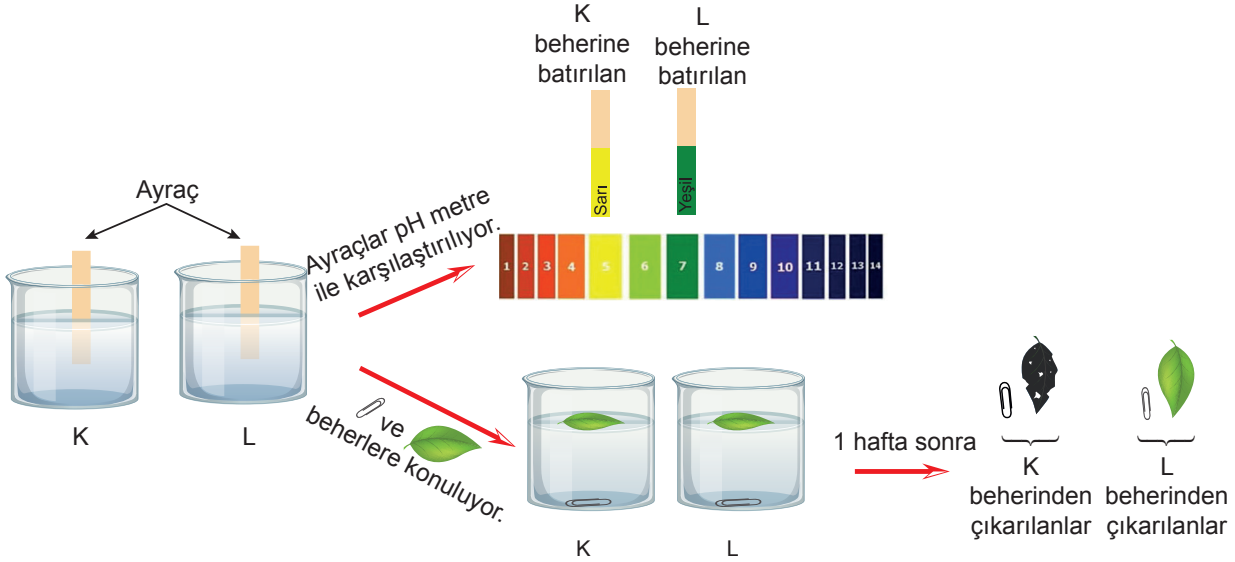 K
beherine
batırılan
L
beherine
batırılan
Ayraç
Sarı
Yeşil
Ayraçlar pH metre
ile karşılaştırılıyor.
1 2 3 4 5 6 7 8 9 10 11 12 13 14
K
L
ve
beherlere konuluyor.
K
L
1 hafta sonra
K
beherinden
çıkarılanlar
L
beherinden
çıkarılanlar